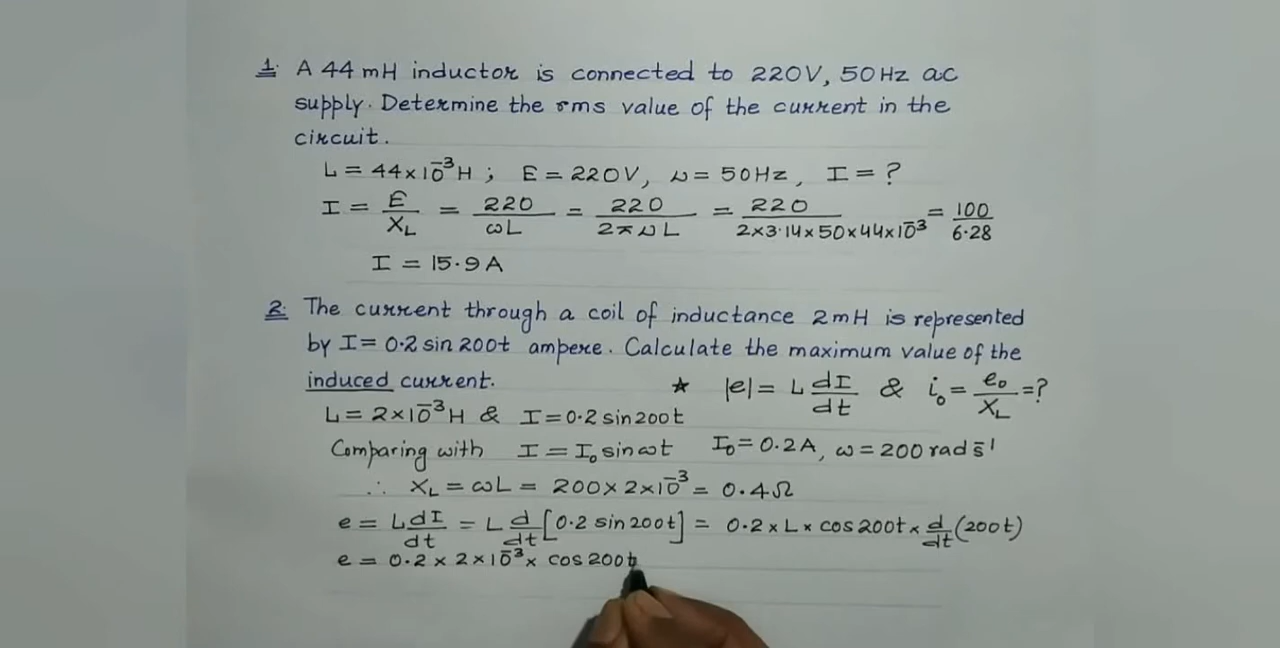 1. A 44 mH inductor is connected to 220V, 50Hz ac
supply. Determine the rms value of the current in the
circuit.
L = 44×10⁻³H ; E = 220V, ν = 50Hz, I = ?
I = E/X_L = 220/ωL = 220/2πνL = 220/2×3·14×50×44×10⁻³ = 100/6·28
I = 15·9A
2. The current through a coil of inductance 2mH is represented
by I = 0·2 sin 200t ampere. Calculate the maximum value of the
induced current. ★ |e| = L dI/dt & i₀ = e₀/X_L = ?
L = 2×10⁻³H & I = 0·2 sin 200t
Comparing with I = I₀ sin ωt I₀ = 0·2A, ω = 200 rad s⁻¹
∴ X_L = ωL = 200×2×10⁻³ = 0·4Ω
e = L dI/dt = L d/dt [0·2 sin 200t] = 0·2 × L × cos 200t × d/dt (200t)
e = 0·2 × 2×10⁻³ × cos 200t